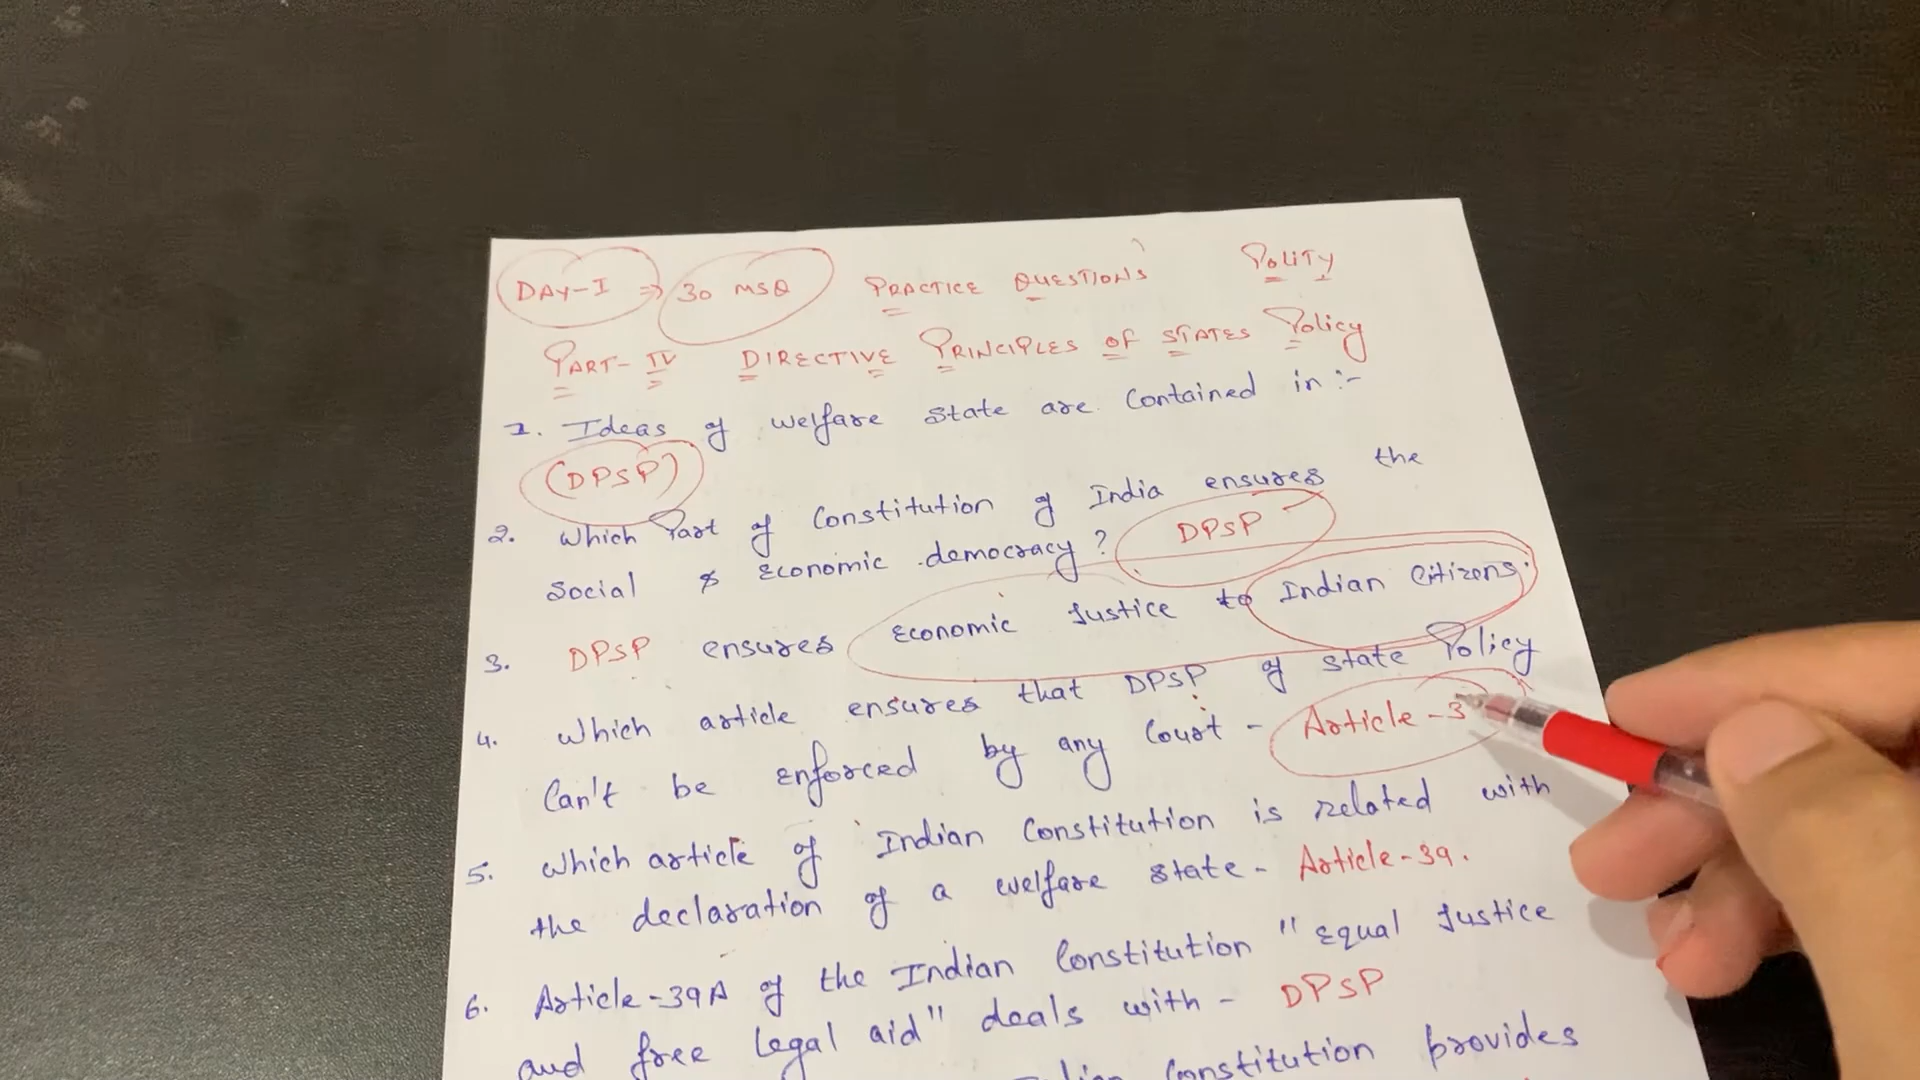 DAY-I ⇒ 30 MSQ PRACTICE QUESTIONS POLITY
PART-IV DIRECTIVE PRINCIPLES OF STATES POLICY
1. Ideas of welfare state are contained in :-
(DPSP)
2. Which Part of Constitution of India ensures the
Social & Economic democracy? DPSP
3. DPSP ensures Economic Justice to Indian Citizens.
4. Which article ensures that DPSP of state Policy
Can't be enforced by any Court - Article-3
5. Which article of Indian Constitution is related with
the declaration of a welfare state - Article-39.
6. Article-39A of the Indian Constitution "Equal Justice
and free legal aid" deals with - DPSP
Constitution provides